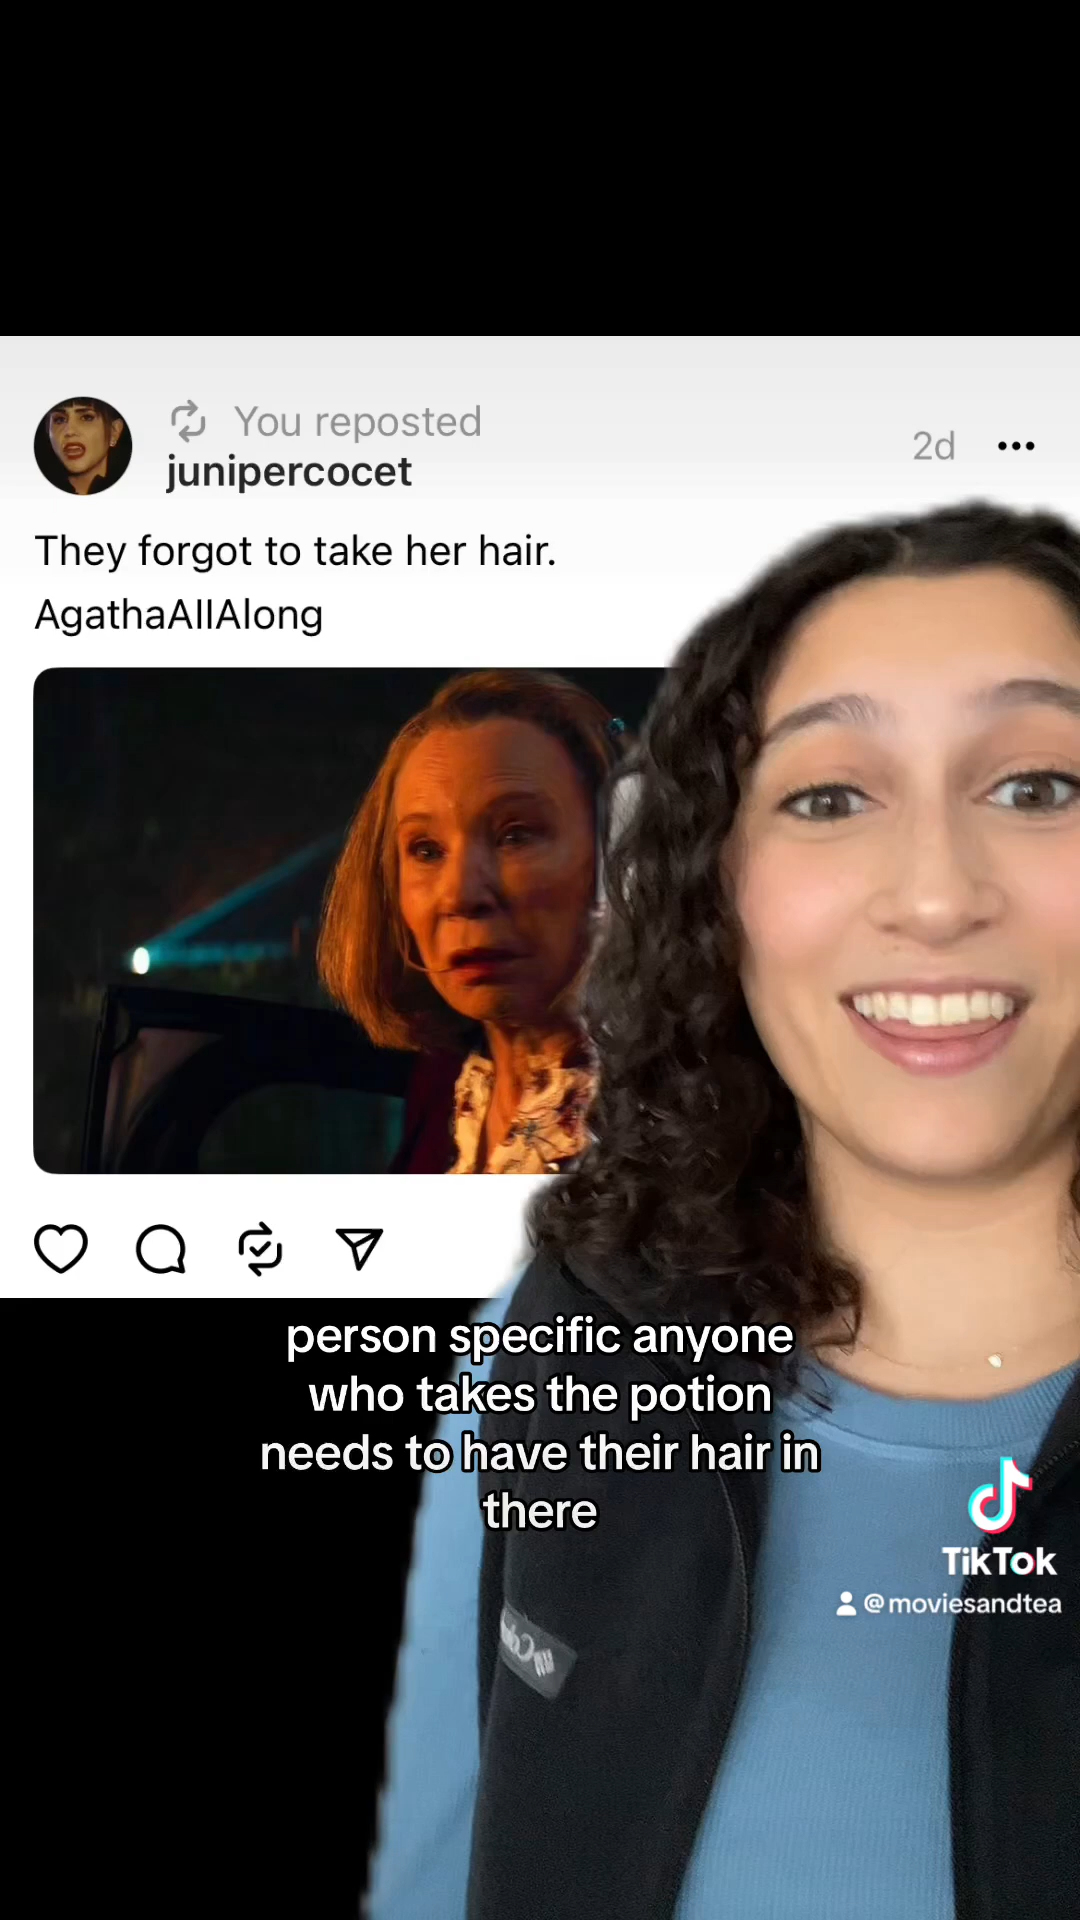 You reposted
junipercocet
2d
They forgot to take her hair.
AgathaAllAlong
person specific anyone
who takes the potion
needs to have their hair in
there
TikTok
@moviesandtea